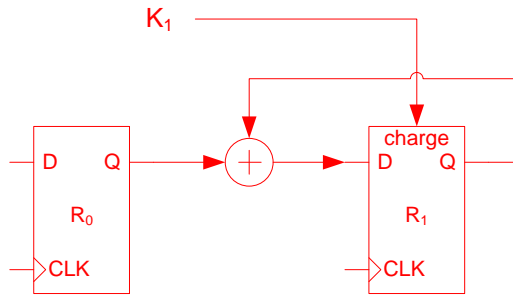 K₁
charge
D Q
D Q
R₀
R₁
CLK
CLK